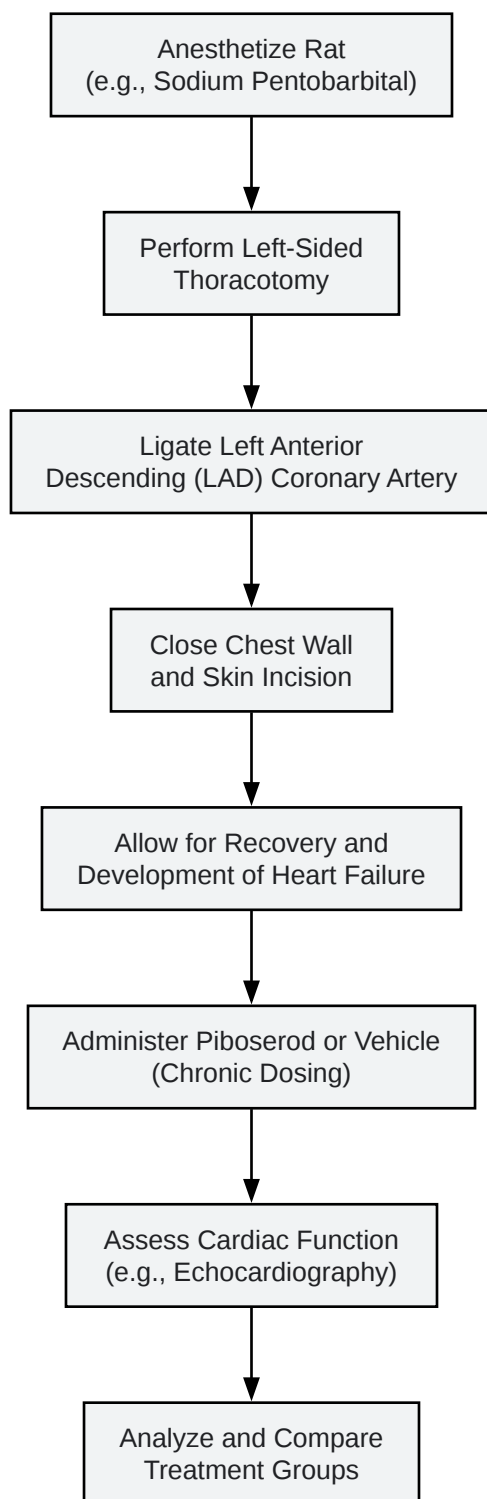 Anesthetize Rat
(e.g., Sodium Pentobarbital)
Perform Left-Sided
Thoracotomy
Ligate Left Anterior
Descending (LAD) Coronary Artery
Close Chest Wall
and Skin Incision
Allow for Recovery and
Development of Heart Failure
Administer Piboserod or Vehicle
(Chronic Dosing)
Assess Cardiac Function
(e.g., Echocardiography)
Analyze and Compare
Treatment Groups